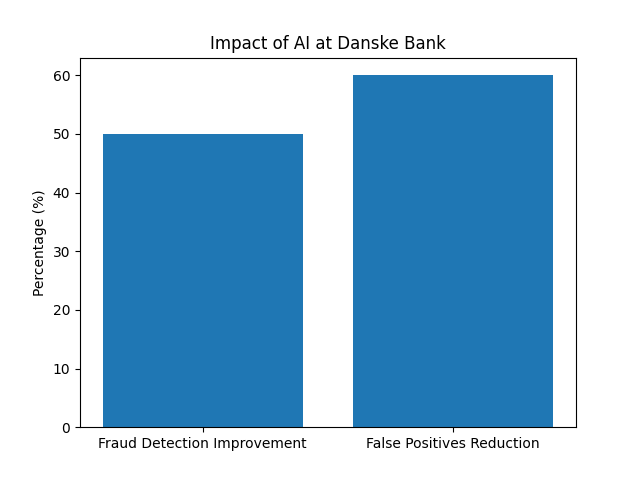 Impact of AI at Danske Bank
Percentage (%)
60
50
40
30
20
10
0
Fraud Detection Improvement
False Positives Reduction